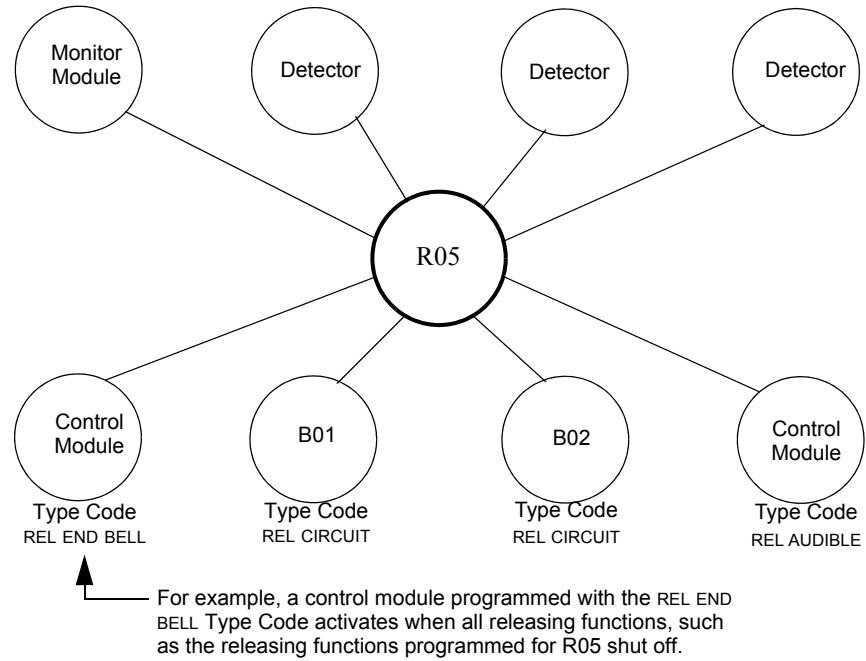 Monitor
Module
Detector
Detector
Detector
R05
Control
Module
B01
B02
Control
Module
Type Code
REL END BELL
Type Code
REL CIRCUIT
Type Code
REL CIRCUIT
Type Code
REL AUDIBLE
For example, a control module programmed with the REL END
BELL Type Code activates when all releasing functions, such
as the releasing functions programmed for R05 shut off.